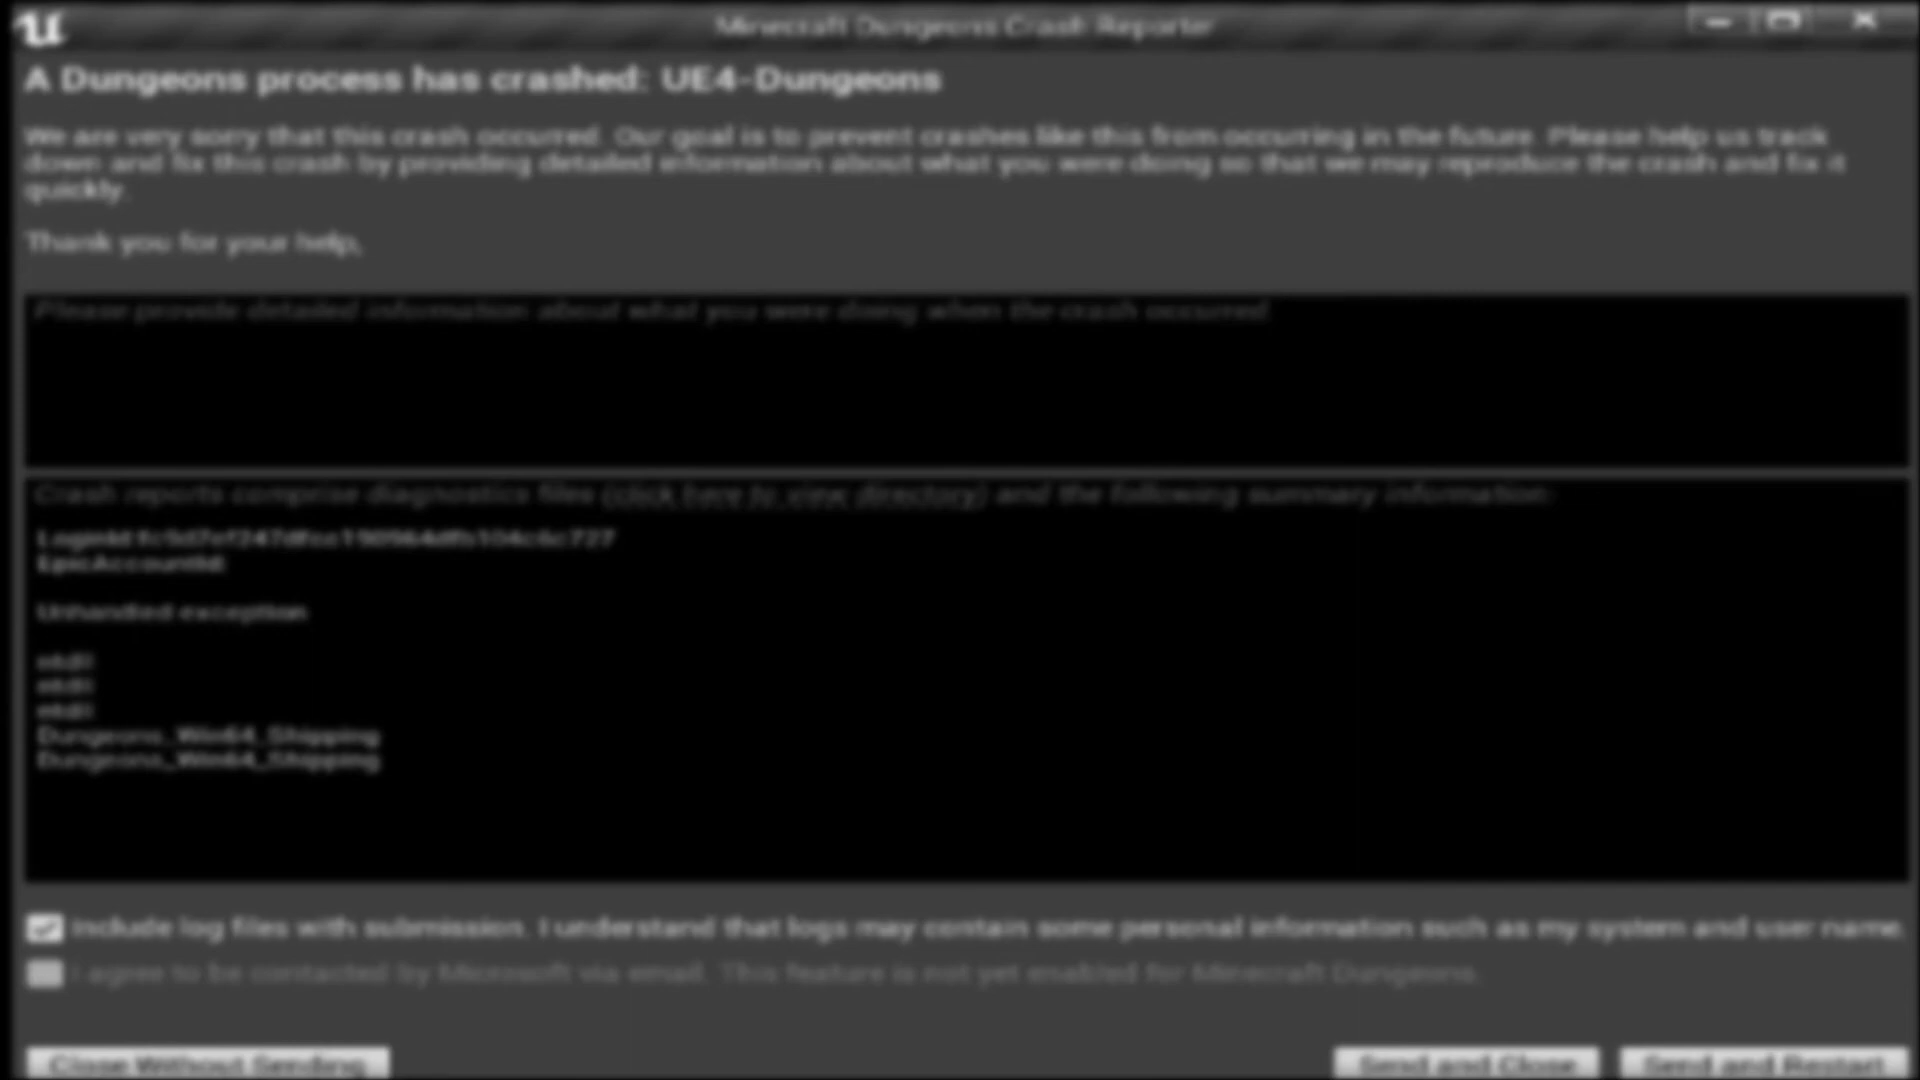 Minecraft Dungeons Crash Reporter
A Dungeons process has crashed: UE4-Dungeons
We are very sorry that this crash occurred. Our goal is to prevent crashes like this from occurring in the future. Please help us track
down and fix this crash by providing detailed information about what you were doing so that we may reproduce the crash and fix it
quickly.
Thank you for your help,
Please provide detailed information about what you were doing when the crash occurred.
Crash reports comprise diagnostics files (click here to view directory) and the following summary information:
EpicAccountId:
Unhandled exception
ntdll
ntdll
ntdll
Dungeons_Win64_Shipping
Dungeons_Win64_Shipping
Include log files with submission. I understand that logs may contain some personal information such as my system and user name.
I agree to be contacted by Microsoft via email. This feature is not yet enabled for Minecraft Dungeons.
Close Without Sending
Send and Close
Send and Restart